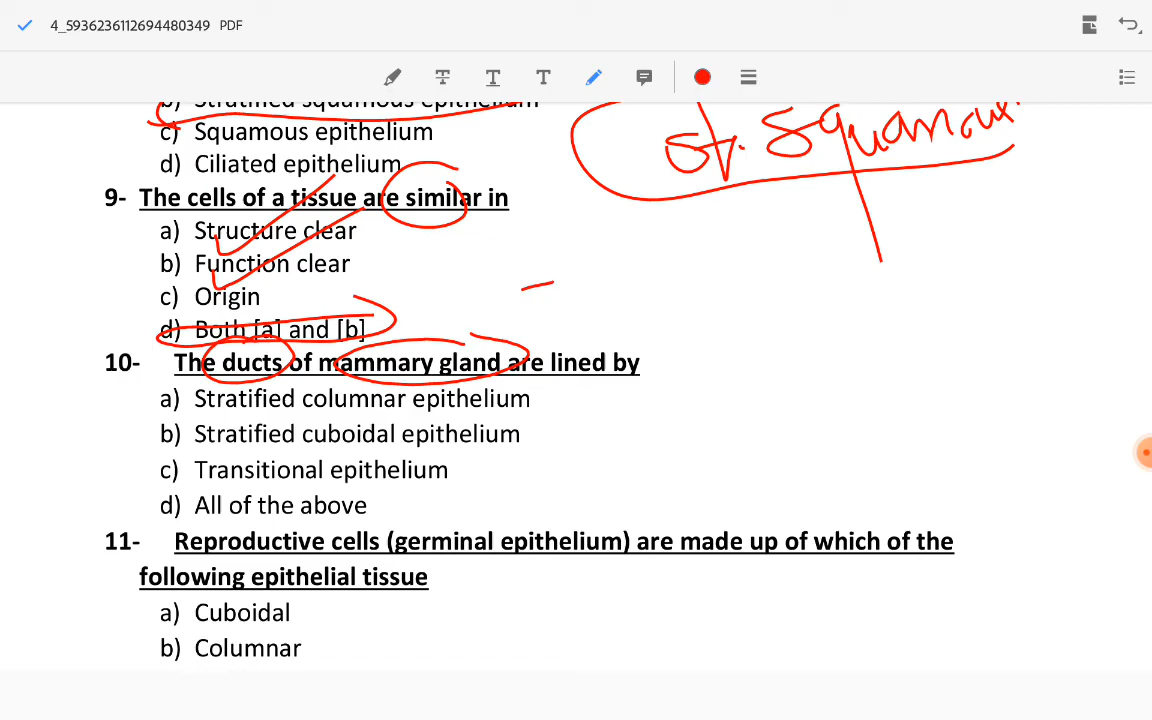 4_5936236112694480349 PDF
b) Stratified squamous epithelium
c) Squamous epithelium
d) Ciliated epithelium
st. Squamous
9- The cells of a tissue are similar in
a) Structure clear
b) Function clear
c) Origin
d) Both [a] and [b]
10- The ducts of mammary gland are lined by
a) Stratified columnar epithelium
b) Stratified cuboidal epithelium
c) Transitional epithelium
d) All of the above
11- Reproductive cells (germinal epithelium) are made up of which of the
following epithelial tissue
a) Cuboidal
b) Columnar